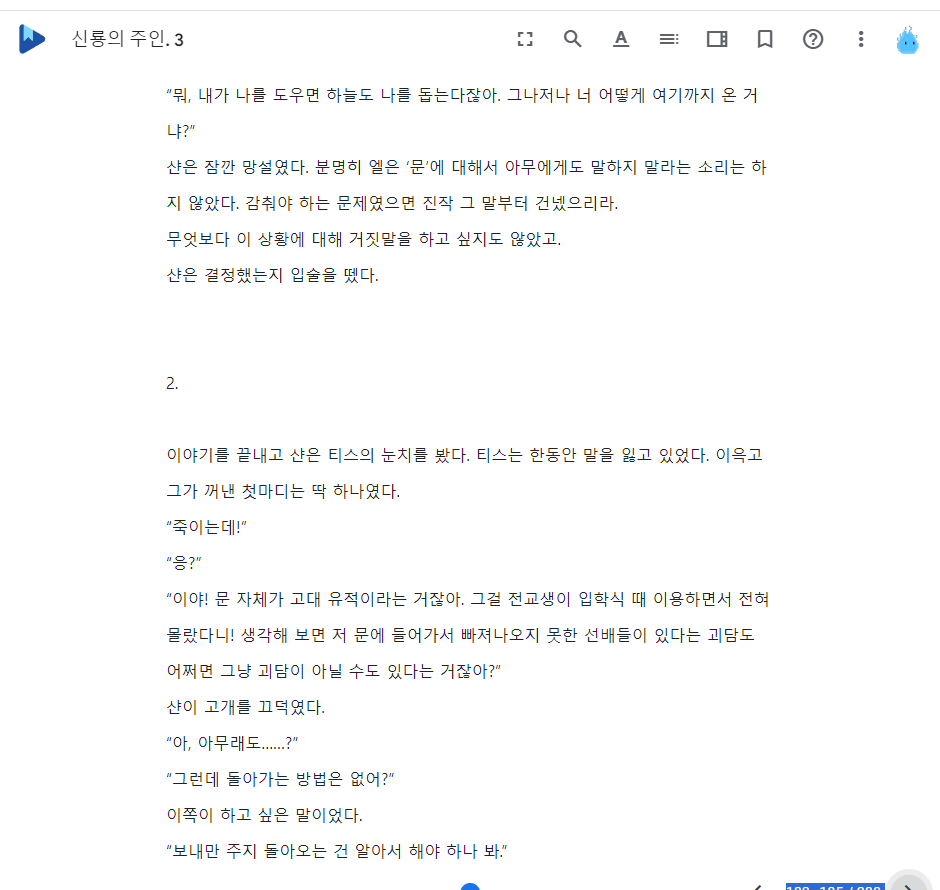 신룡의 주인. 3
“뭐, 내가 나를 도우면 하늘도 나를 돕는다잖아. 그나저나 너 어떻게 여기까지 온 거
냐?”
샨은 잠깐 망설였다. 분명히 엘은 ‘문’에 대해서 아무에게도 말하지 말라는 소리는 하
지 않았다. 감춰야 하는 문제였으면 진작 그 말부터 건넸으리라.
무엇보다 이 상황에 대해 거짓말을 하고 싶지도 않았고.
샨은 결정했는지 입술을 뗐다.
2.
이야기를 끝내고 샨은 티스의 눈치를 봤다. 티스는 한동안 말을 잃고 있었다. 이윽고
그가 꺼낸 첫마디는 딱 하나였다.
“죽이는데!”
“응?”
“이야! 문 자체가 고대 유적이라는 거잖아. 그걸 전교생이 입학식 때 이용하면서 전혀
몰랐다니! 생각해 보면 저 문에 들어가서 빠져나오지 못한 선배들이 있다는 괴담도
어쩌면 그냥 괴담이 아닐 수도 있다는 거잖아?”
샨이 고개를 끄덕였다.
“아, 아무래도……?”
“그런데 돌아가는 방법은 없어?”
이쪽이 하고 싶은 말이었다.
“보내만 주지 돌아오는 건 알아서 해야 하나 봐.”